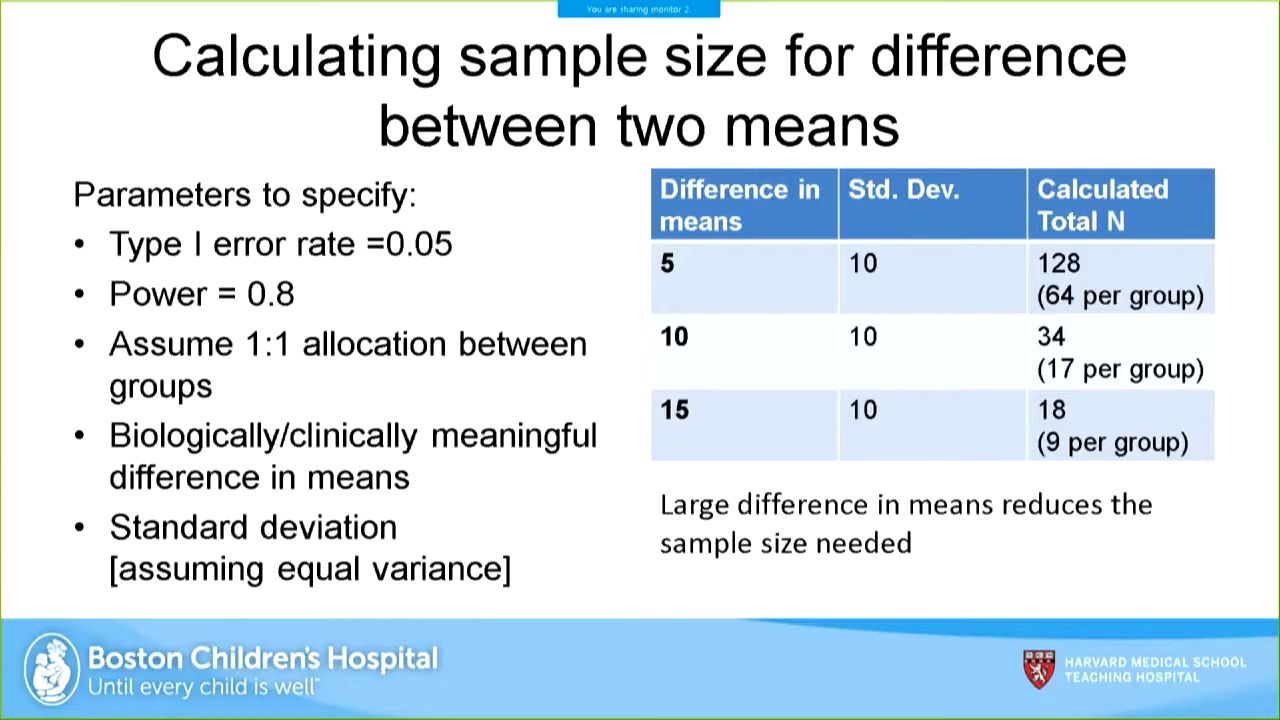 You are sharing monitor 2.
Calculating sample size for difference
between two means
Parameters to specify:
• Type I error rate =0.05
• Power = 0.8
• Assume 1:1 allocation between
groups
• Biologically/clinically meaningful
difference in means
• Standard deviation
[assuming equal variance]
Difference in means | Std. Dev. | Calculated Total N
5 | 10 | 128 (64 per group)
10 | 10 | 34 (17 per group)
15 | 10 | 18 (9 per group)
Large difference in means reduces the
sample size needed
Boston Children's Hospital
Until every child is well™
HARVARD MEDICAL SCHOOL
TEACHING HOSPITAL